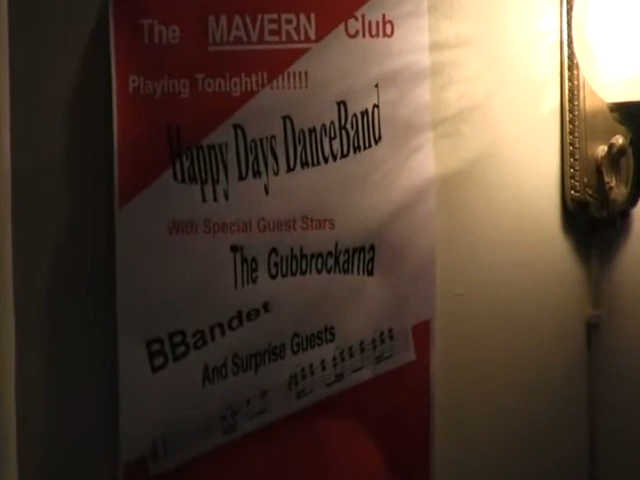 The MAVERN Club
Playing Tonight!!.!!!!!!!
Happy Days DanceBand
With Special Guest Stars
The Gubbrockarna
BBandet
And Surprise Guests